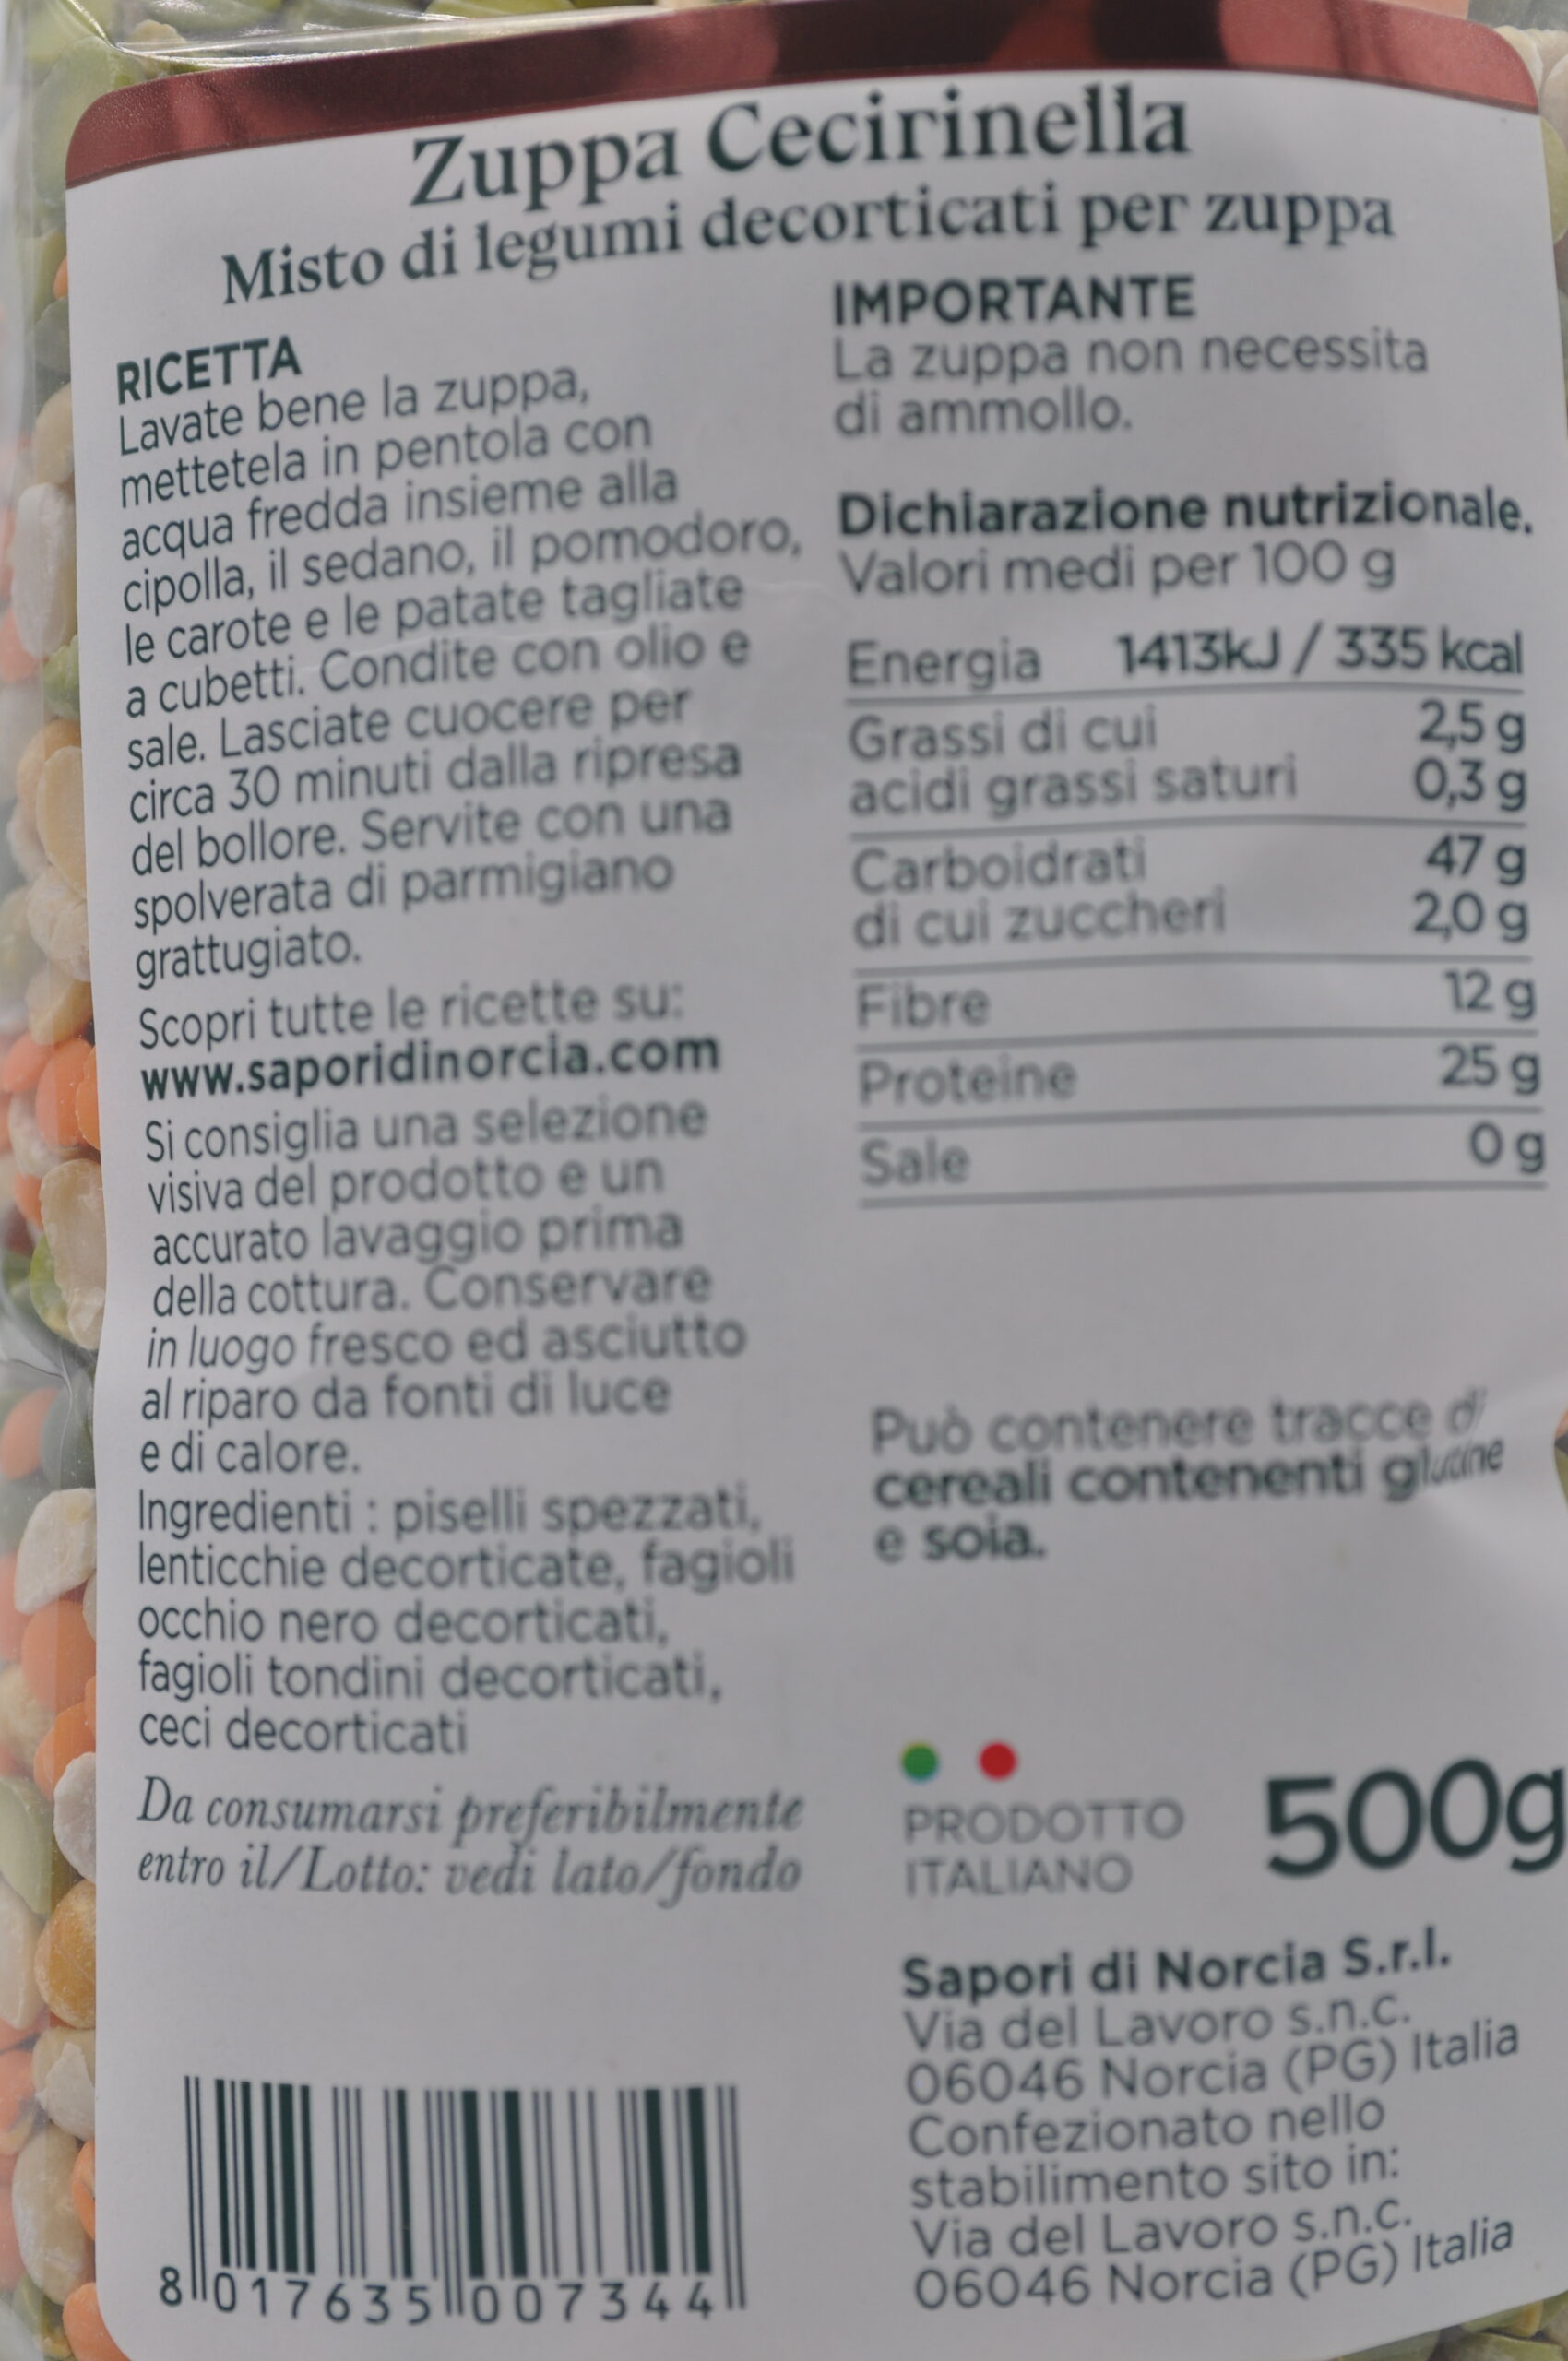 Zuppa Cecirinella
Misto di legumi decorticati per zuppa
RICETTA
Lavate bene la zuppa,
mettetela in pentola con
acqua fredda insieme alla
cipolla, il sedano, il pomodoro,
le carote e le patate tagliate
a cubetti. Condite con olio e
sale. Lasciate cuocere per
circa 30 minuti dalla ripresa
del bollore. Servite con una
spolverata di parmigiano
grattugiato.
Scopri tutte le ricette su:
www.saporidinorcia.com
Si consiglia una selezione
visiva del prodotto e un
accurato lavaggio prima
della cottura. Conservare
in luogo fresco ed asciutto
al riparo da fonti di luce
e di calore.
Ingredienti : piselli spezzati,
lenticchie decorticate, fagioli
occhio nero decorticati,
fagioli tondini decorticati,
ceci decorticati
Da consumarsi preferibilmente
entro il/Lotto: vedi lato/fondo
8 017635 007344
IMPORTANTE
La zuppa non necessita
di ammollo.
Dichiarazione nutrizionale.
Valori medi per 100 g
Energia 1413kJ / 335 kcal
Grassi di cui 2,5 g
acidi grassi saturi 0,3 g
Carboidrati 47 g
di cui zuccheri 2,0 g
Fibre 12 g
Proteine 25 g
Sale 0 g
Può contenere tracce di
cereali contenenti glutine
e soia.
PRODOTTO
ITALIANO
500g
Sapori di Norcia S.r.l.
Via del Lavoro s.n.c.
06046 Norcia (PG) Italia
Confezionato nello
stabilimento sito in:
Via del Lavoro s.n.c.
06046 Norcia (PG) Italia